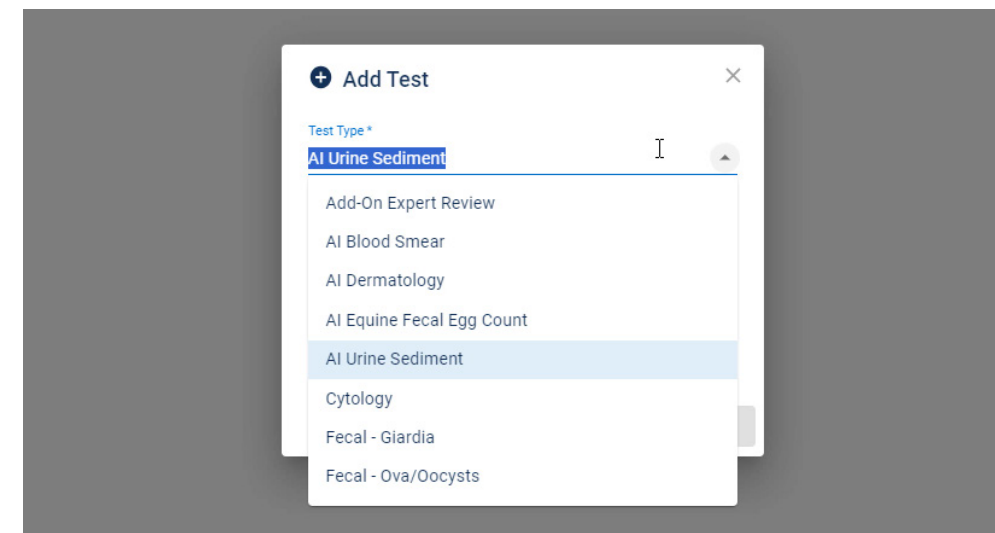 Add Test
Test Type *
AI Urine Sediment
Add-On Expert Review
AI Blood Smear
AI Dermatology
AI Equine Fecal Egg Count
AI Urine Sediment
Cytology
Fecal - Giardia
Fecal - Ova/Oocysts